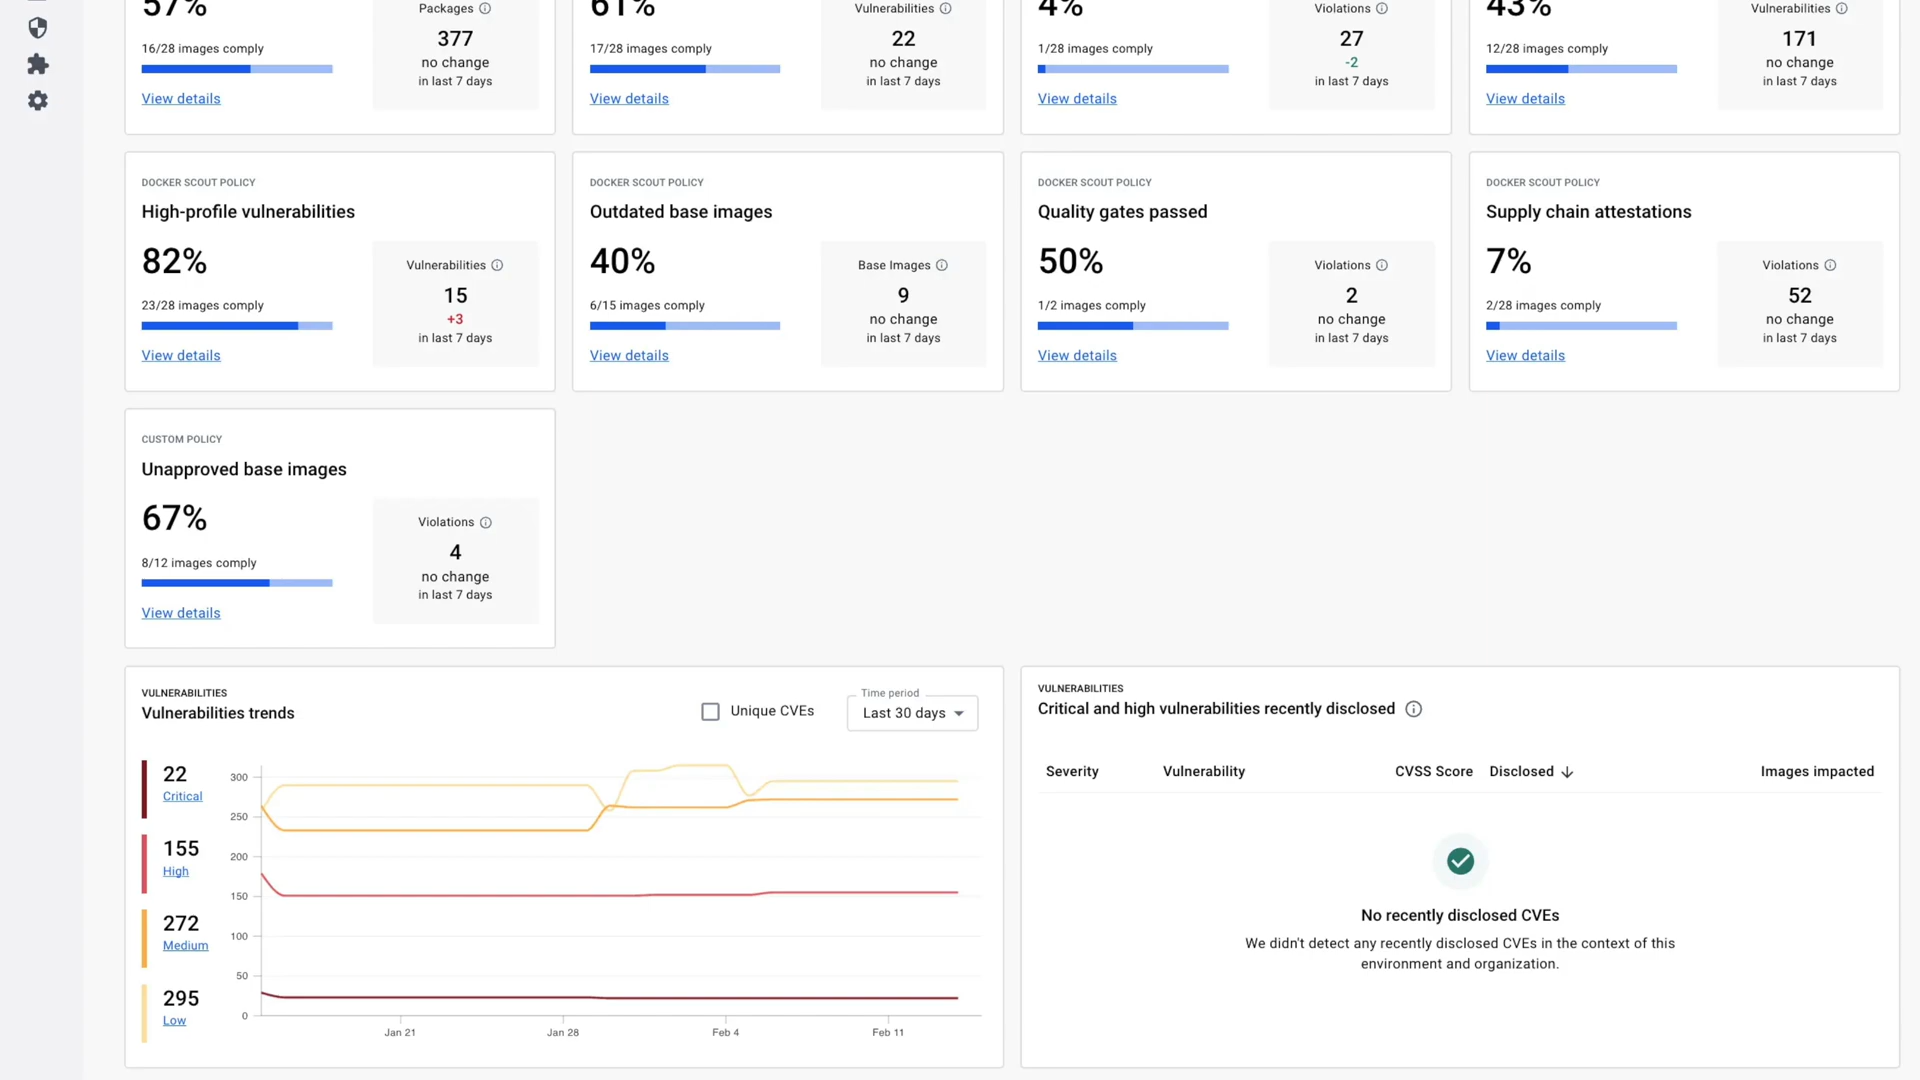 57%
Packages
377
no change
in last 7 days
16/28 images comply
View details
61%
Vulnerabilities
22
no change
in last 7 days
17/28 images comply
View details
4%
Violations
27
-2
in last 7 days
1/28 images comply
View details
43%
Vulnerabilities
171
no change
in last 7 days
12/28 images comply
View details
DOCKER SCOUT POLICY
High-profile vulnerabilities
82%
23/28 images comply
View details
Vulnerabilities
15
+3
in last 7 days
DOCKER SCOUT POLICY
Outdated base images
40%
6/15 images comply
View details
Base Images
9
no change
in last 7 days
DOCKER SCOUT POLICY
Quality gates passed
50%
1/2 images comply
View details
Violations
2
no change
in last 7 days
DOCKER SCOUT POLICY
Supply chain attestations
7%
2/28 images comply
View details
Violations
52
no change
in last 7 days
CUSTOM POLICY
Unapproved base images
67%
8/12 images comply
View details
Violations
4
no change
in last 7 days
VULNERABILITIES
Vulnerabilities trends
Unique CVEs
Time period
Last 30 days
22
Critical
155
High
272
Medium
295
Low
300
250
200
150
100
50
0
Jan 21
Jan 28
Feb 4
Feb 11
VULNERABILITIES
Critical and high vulnerabilities recently disclosed
Severity
Vulnerability
CVSS Score
Disclosed
Images impacted
No recently disclosed CVEs
We didn't detect any recently disclosed CVEs in the context of this
environment and organization.